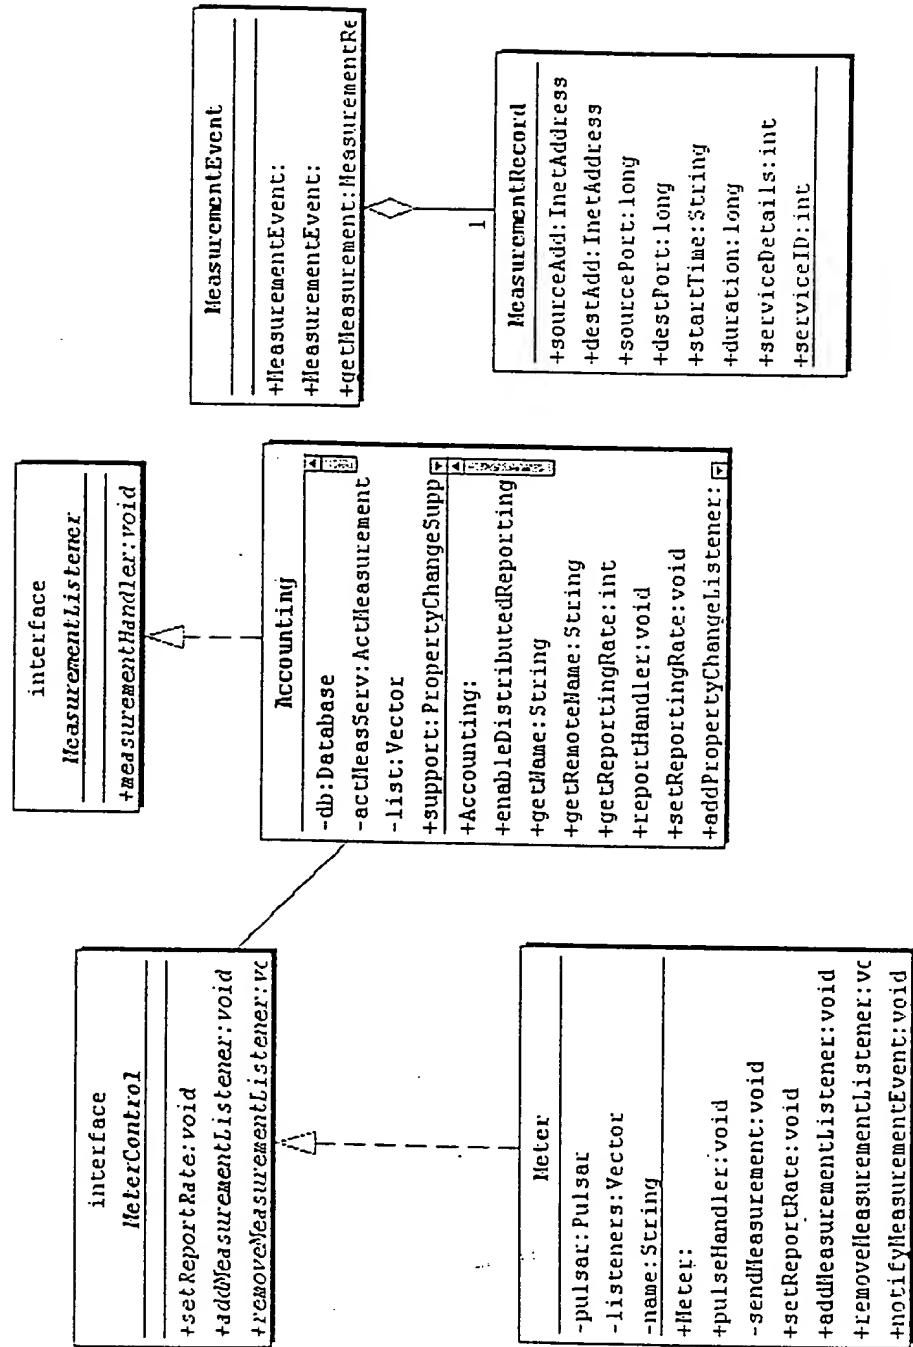 interface
MeterControl
+setReportRate:void
+addMeasurementListener:void
+removeMeasurementListener:vc
Meter
-pulsar:Pulsar
-listeners:Vector
-name:String
+Meter:
+pulseHandler:void
-sendMeasurement:void
+setReportRate:void
+addMeasurementListener:void
+removeMeasurementListener:vc
+notifyMeasurementEvent:void
interface
MeasurementListener
+measurementHandler:void
Accounting
-db:Database
-actMeasServ:ActMeasurement
-list:Vector
+support:PropertyChangeSupp
+Accounting:
+enableDistributedReporting
+getName:String
+getRemoteName:String
+getReportingRate:int
+reportHandler:void
+setReportingRate:void
+addPropertyChangeListener:
MeasurementEvent
+MeasurementEvent:
+MeasurementEvent:
+getMeasurement:MeasurementRe
1
MeasurementRecord
+sourceAdd:InetAddress
+destAdd:InetAddress
+sourcePort:long
+destPort:long
+startTime:String
+duration:long
+serviceDetails:int
+serviceID:int